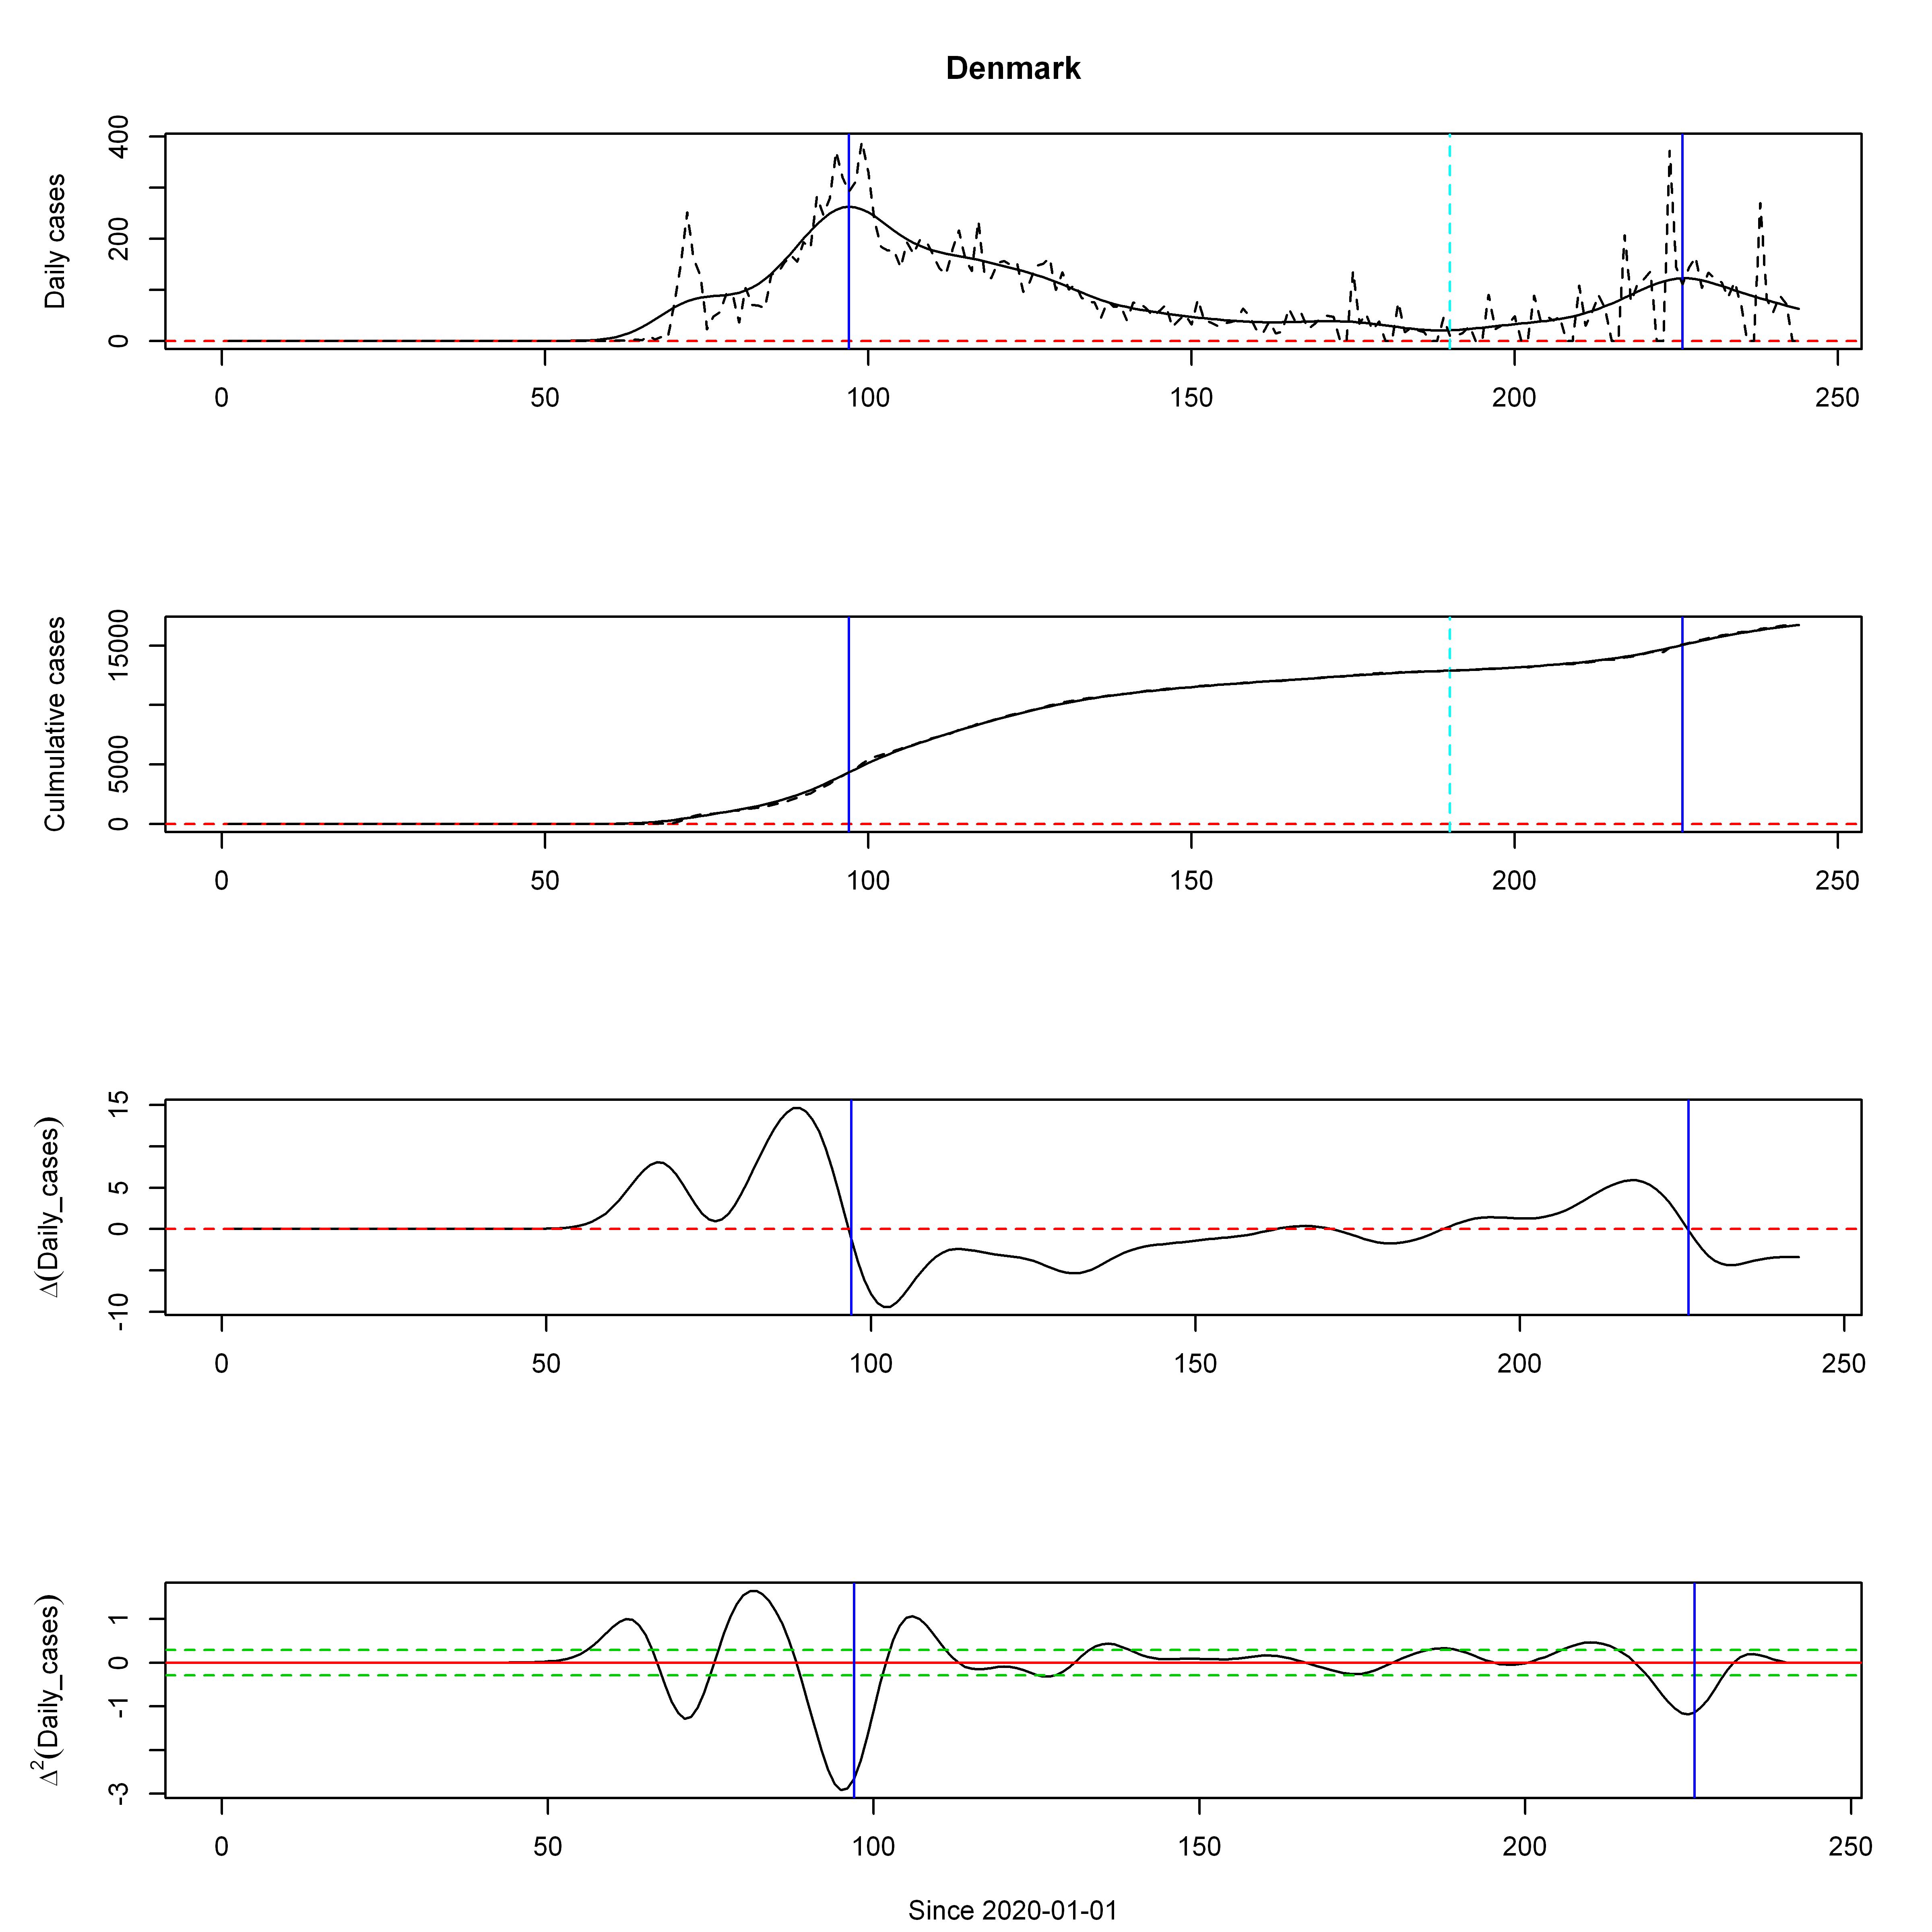 Denmark
Daily cases
400
200
0
0 50 100 150 200 250
Culmulative cases
15000
5000
0
0 50 100 150 200 250
Δ(Daily_cases)
15
5
0
-10
0 50 100 150 200 250
Δ²(Daily_cases)
1
0
-1
-3
0 50 100 150 200 250
Since 2020-01-01